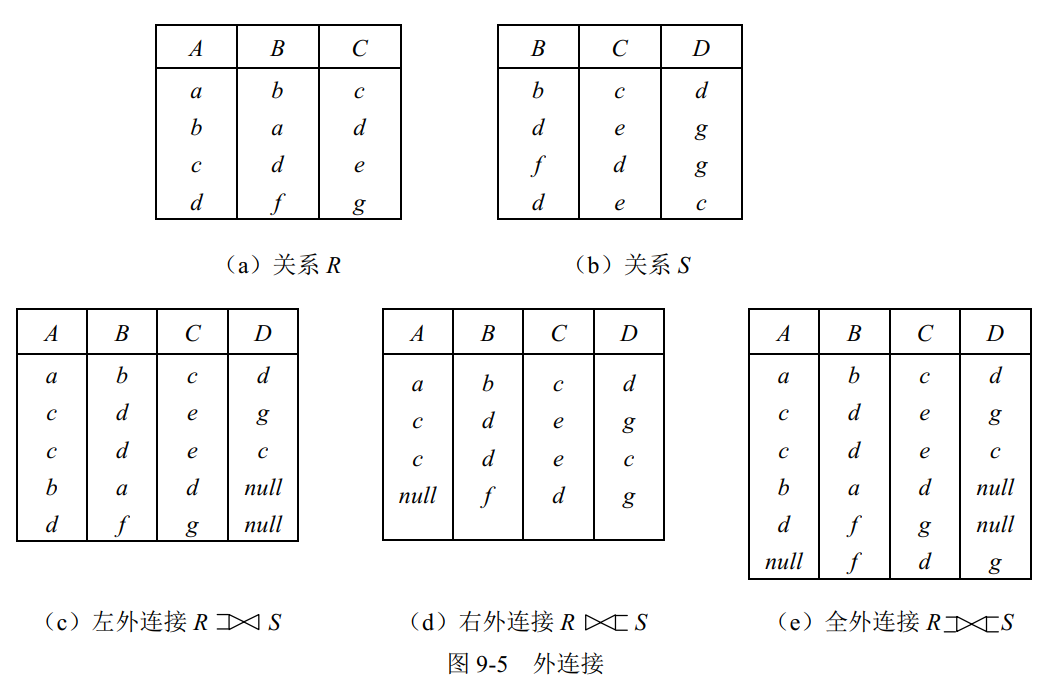 A B C
a b c
b a d
c d e
d f g
(a)关系 R
B C D
b c d
d e g
f d g
d e c
(b)关系 S
A B C D
a b c d
c d e g
c d e c
b a d null
d f g null
(c)左外连接 R ⟕ S
A B C D
a b c d
c d e g
c d e c
null f d g
(d)右外连接 R ⟖ S
A B C D
a b c d
c d e g
c d e c
b a d null
d f g null
null f d g
(e)全外连接 R ⟗ S
图 9-5 外连接